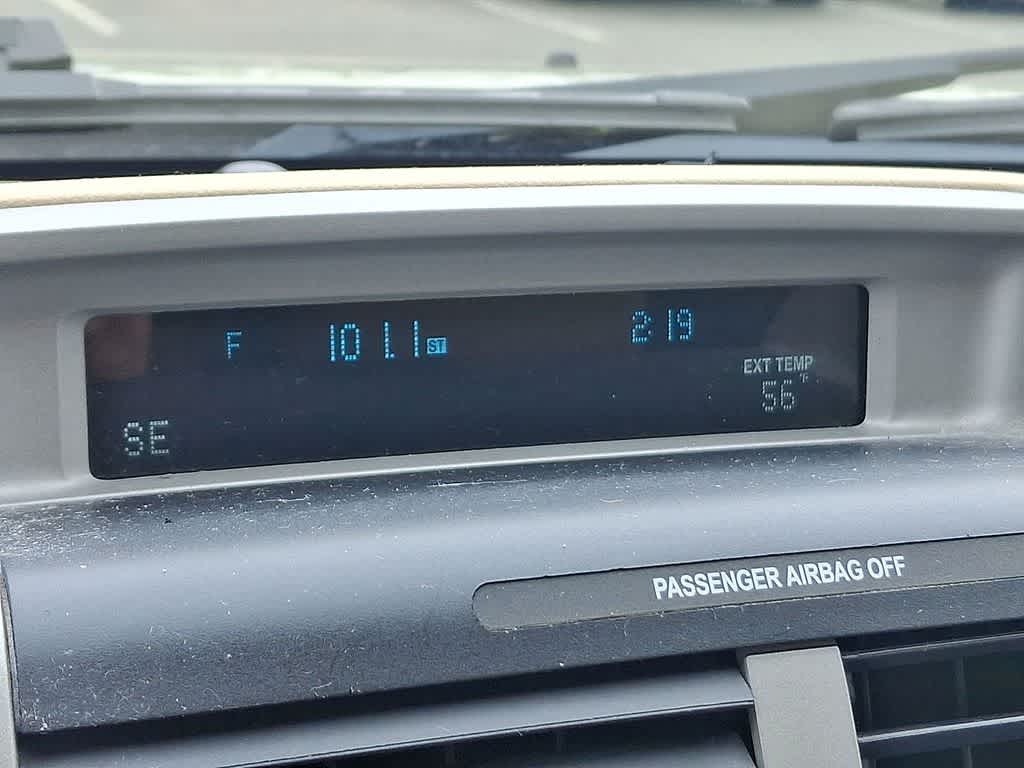 F 101.1 ST 2:19
EXT TEMP
56 °F
SE
PASSENGER AIRBAG OFF